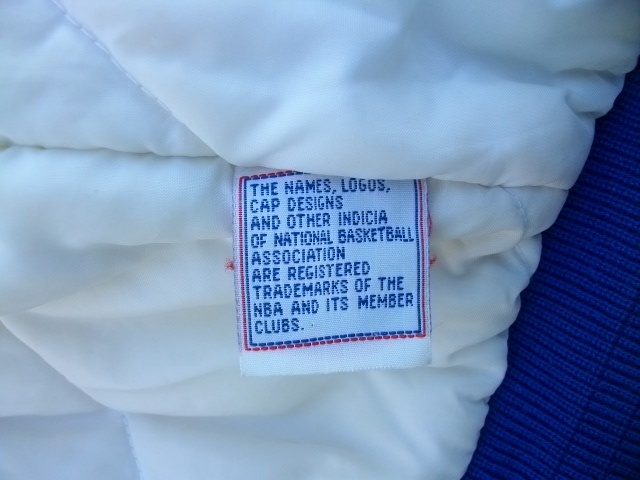 THE NAMES, LOGOS,
CAP DESIGNS
AND OTHER INDICIA
OF NATIONAL BASKETBALL
ASSOCIATION
ARE REGISTERED
TRADEMARKS OF THE
NBA AND ITS MEMBER
CLUBS.